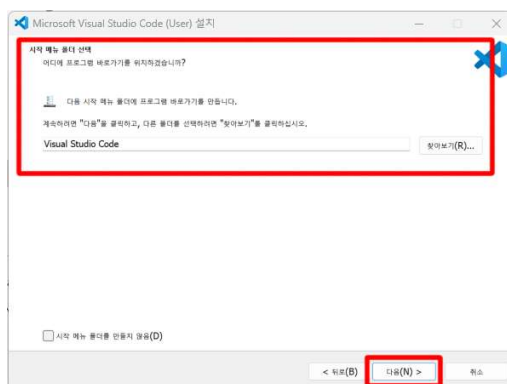 Microsoft Visual Studio Code (User) 설치
시작 메뉴 폴더 선택
어디에 프로그램 바로가기를 위치하겠습니까?
다음 시작 메뉴 폴더에 프로그램 바로가기를 만듭니다.
계속하려면 "다음"을 클릭하고, 다른 폴더를 선택하려면 "찾아보기"를 클릭하십시오.
Visual Studio Code
찾아보기(R)...
시작 메뉴 폴더를 만들지 않음(D)
< 뒤로(B)
다음(N) >
취소